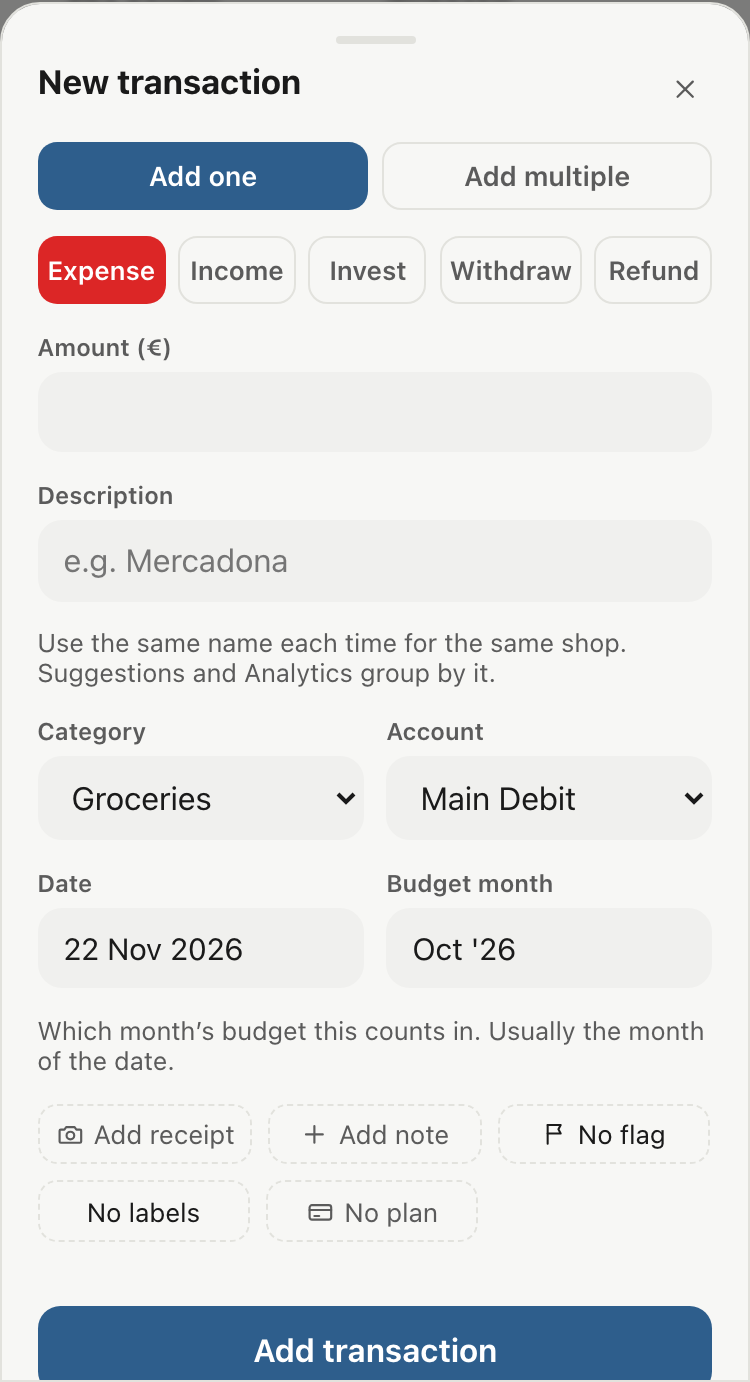 New transaction
Add one
Add multiple
Expense
Income
Invest
Withdraw
Refund
Amount (€)
Description
e.g. Mercadona
Use the same name each time for the same shop.
Suggestions and Analytics group by it.
Category
Account
Groceries
Main Debit
Date
Budget month
22 Nov 2026
Oct '26
Which month’s budget this counts in. Usually the month
of the date.
Add receipt
Add note
No flag
No labels
No plan
Add transaction